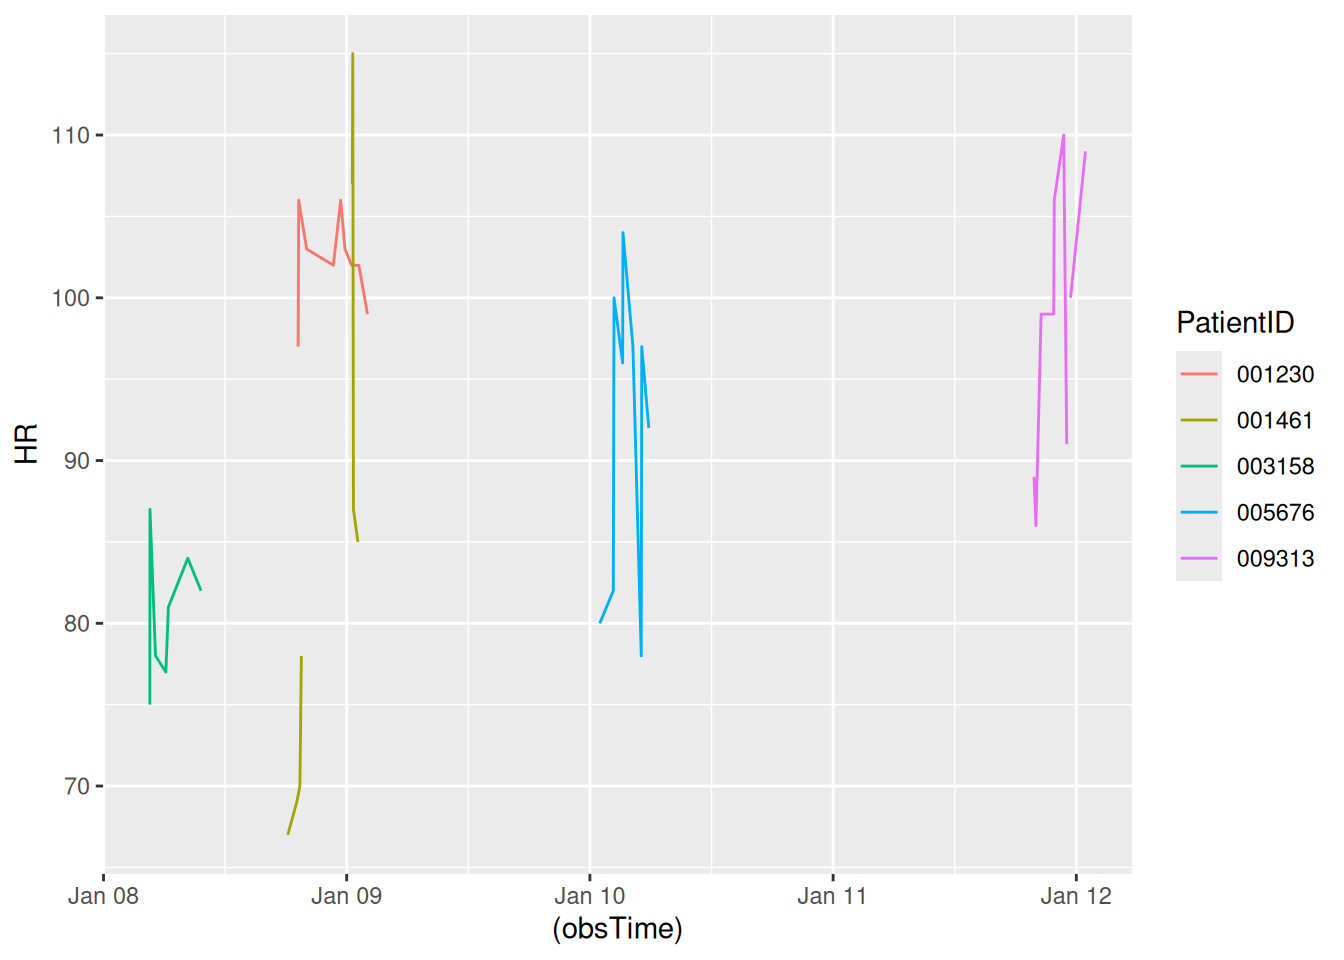 110
100
90
80
70
HR
Jan 08
Jan 09
Jan 10
Jan 11
Jan 12
(obsTime)
PatientID
001230
001461
003158
005676
009313